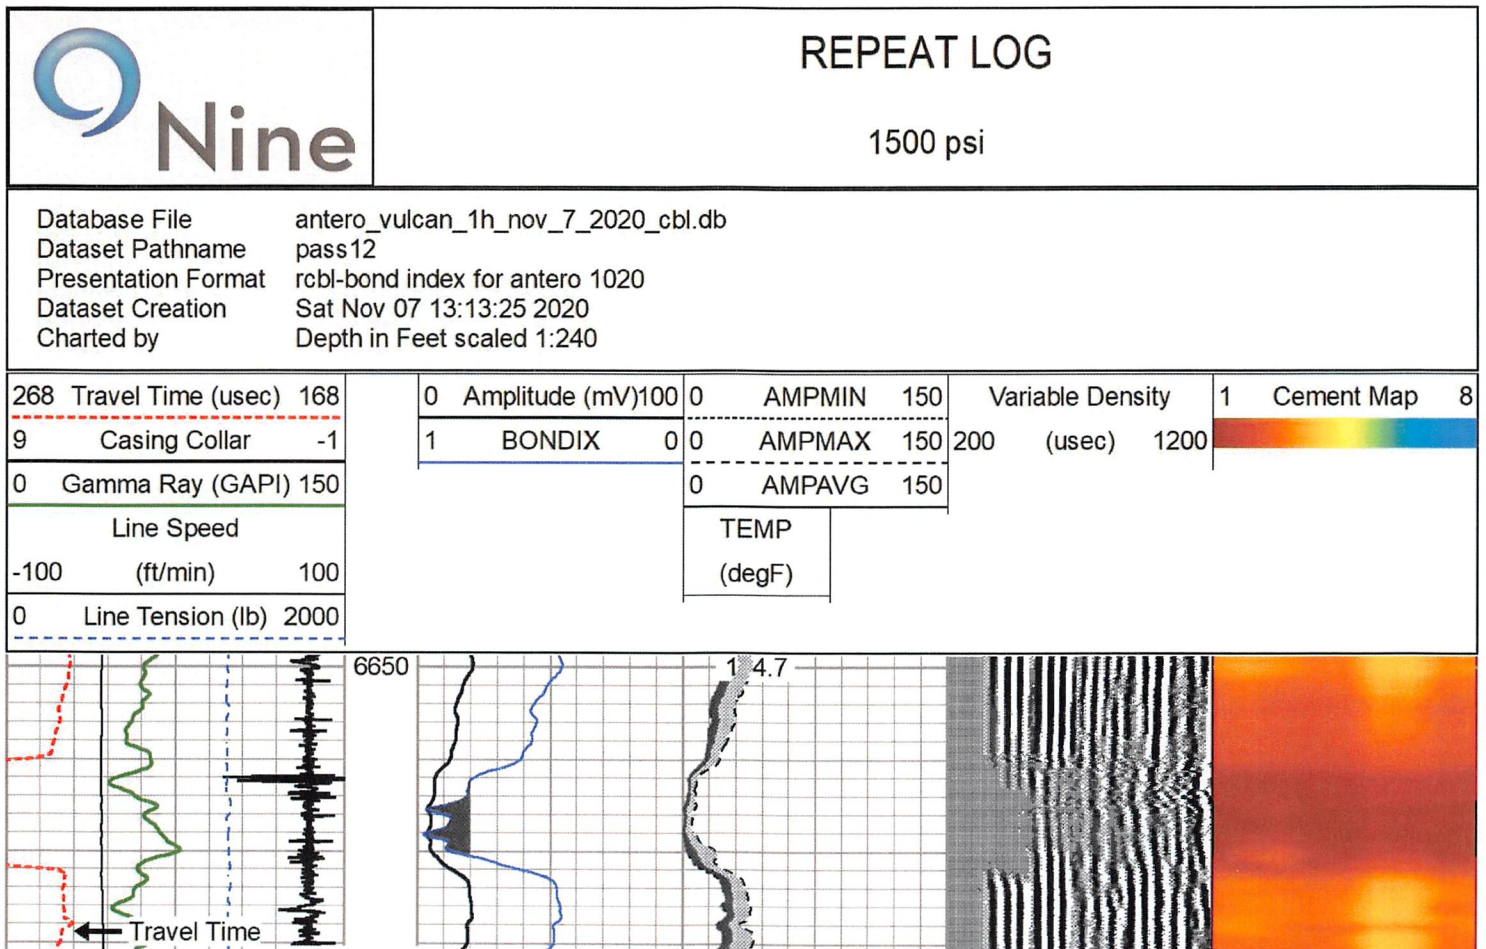 Nine
REPEAT LOG
1500 psi
Database File antero_vulcan_1h_nov_7_2020_cbl.db
Dataset Pathname pass12
Presentation Format rcbl-bond index for antero 1020
Dataset Creation Sat Nov 07 13:13:25 2020
Charted by Depth in Feet scaled 1:240
268 Travel Time (usec) 168
9 Casing Collar -1
0 Gamma Ray (GAPI) 150
Line Speed
-100 (ft/min) 100
0 Line Tension (lb) 2000
0 Amplitude (mV) 100
1 BONDIX 0
0 AMPMIN 150
0 AMPMAX 150
0 AMPAVG 150
TEMP
(degF)
Variable Density
200 (usec) 1200
1 Cement Map 8
6650
Travel Time